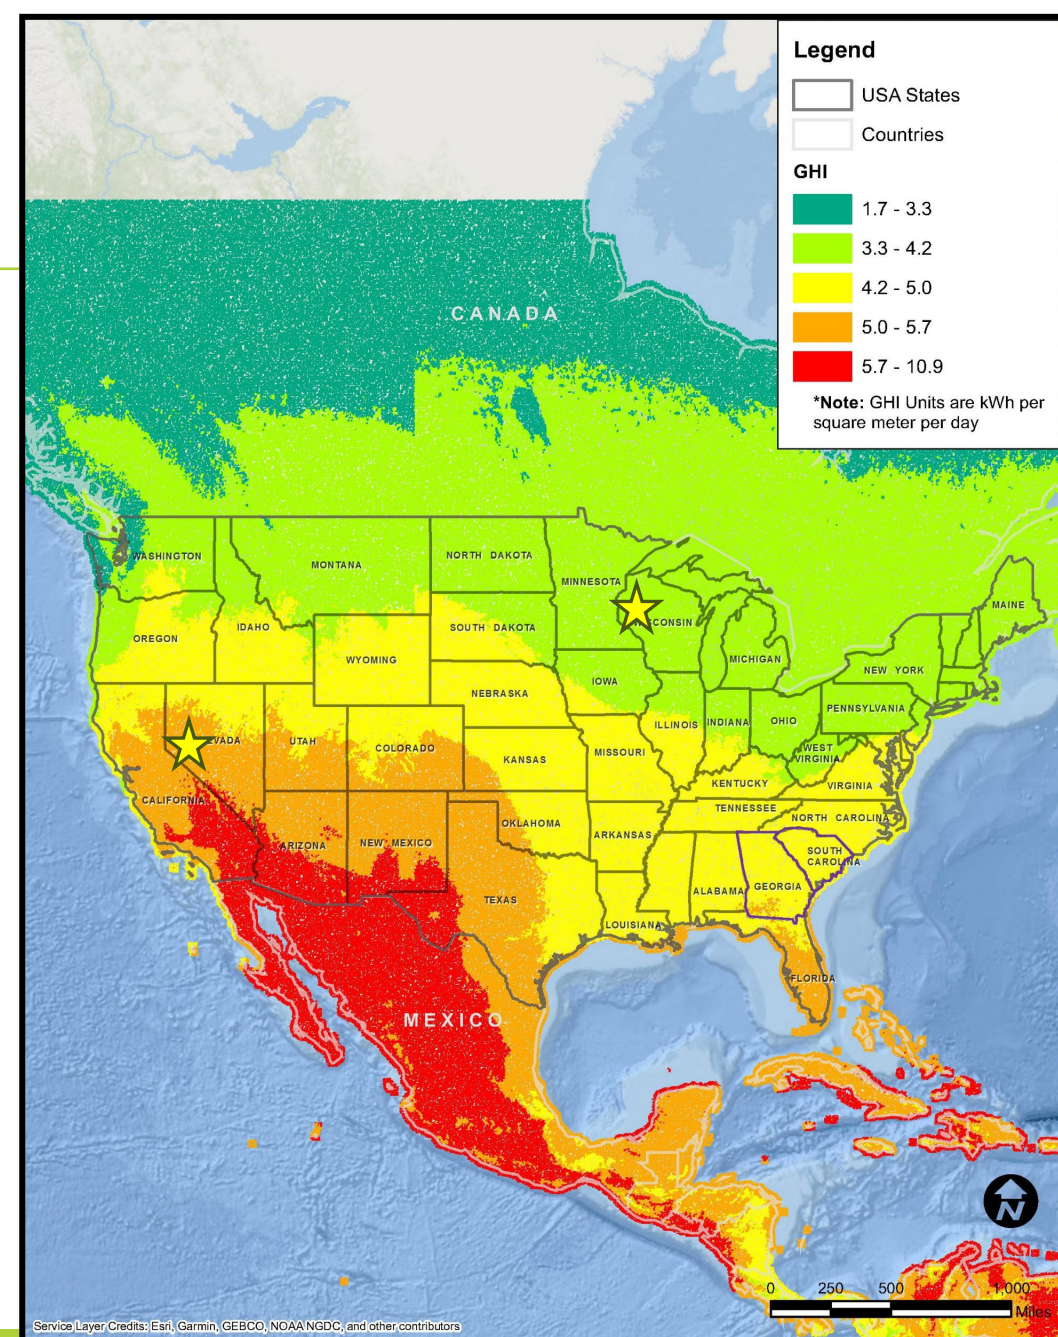 Legend
USA States
Countries
GHI
1.7 - 3.3
3.3 - 4.2
4.2 - 5.0
5.0 - 5.7
5.7 - 10.9
*Note: GHI Units are kWh per
square meter per day
CANADA
WASHINGTON
MONTANA
NORTH DAKOTA
MINNESOTA
MAINE
OREGON
IDAHO
SOUTH DAKOTA
WISCONSIN
WYOMING
MICHIGAN
NEW YORK
IOWA
NEBRASKA
PENNSYLVANIA
ILLINOIS
INDIANA
OHIO
NEVADA
UTAH
COLORADO
KANSAS
MISSOURI
WEST
VIRGINIA
KENTUCKY
VIRGINIA
CALIFORNIA
TENNESSEE
NORTH CAROLINA
OKLAHOMA
ARKANSAS
ARIZONA
NEW MEXICO
SOUTH
CAROLINA
TEXAS
ALABAMA
GEORGIA
LOUISIANA
FLORIDA
MEXICO
N
0 250 500 1,000
Miles
Service Layer Credits: Esri, Garmin, GEBCO, NOAA NGDC, and other contributors